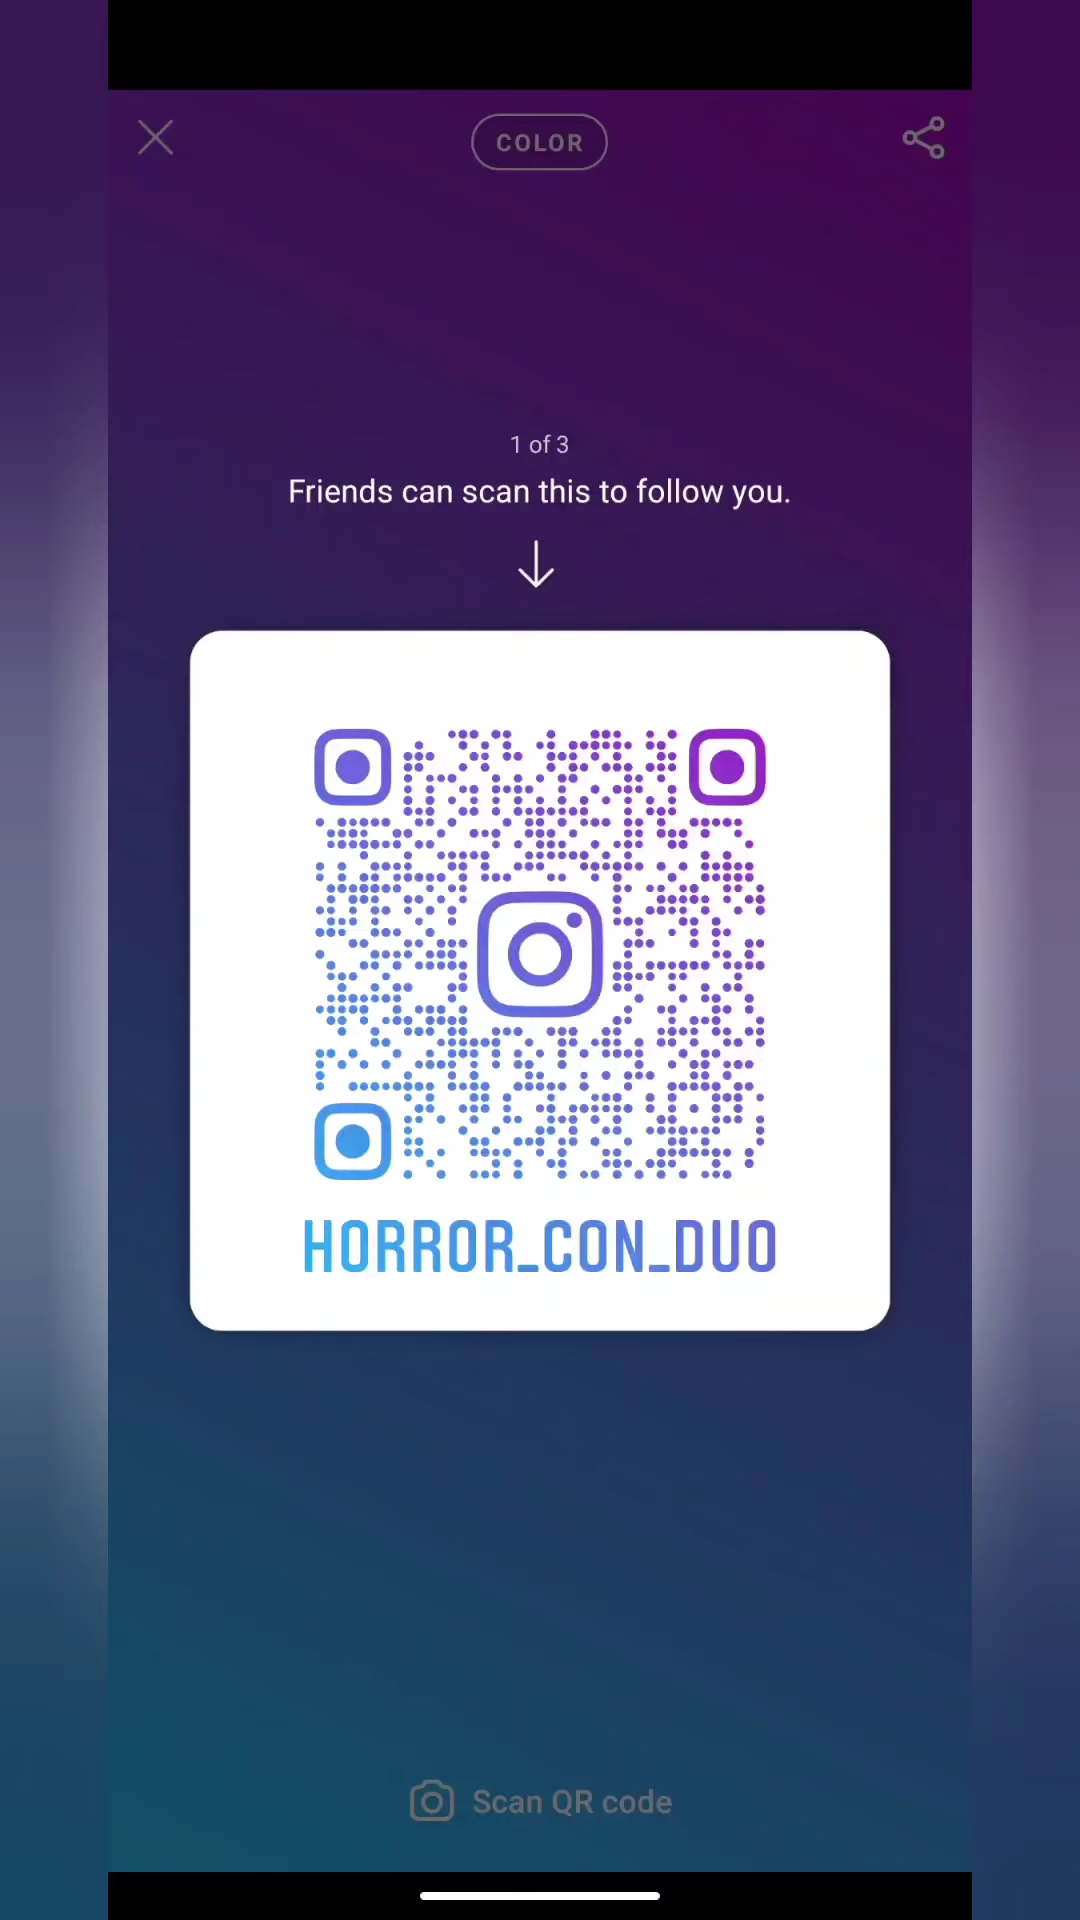 COLOR
1 of 3
Friends can scan this to follow you.
HORROR_CON_DUO
Scan QR code